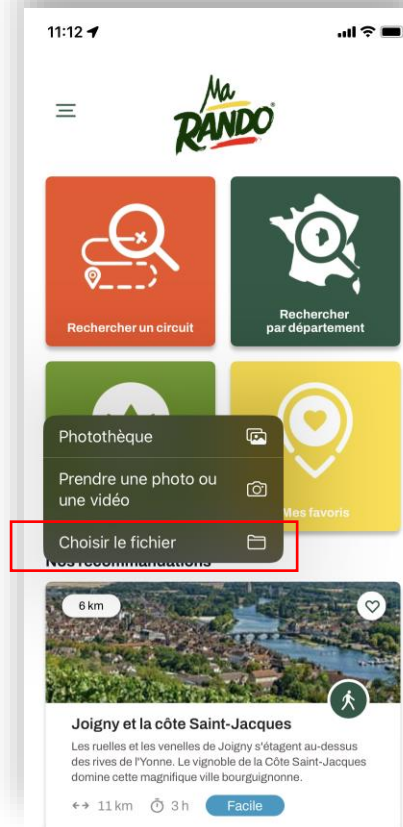 11:12
Ma
RANDO
Rechercher un circuit
Rechercher
par département
Photothèque
Prendre une photo ou
une vidéo
Choisir le fichier
Mes favoris
Nos recommandations
6 km
Joigny et la côte Saint-Jacques
Les ruelles et les venelles de Joigny s'étagent au-dessus
des rives de l'Yonne. Le vignoble de la Côte Saint-Jacques
domine cette magnifique ville bourguignonne.
11 km 3 h Facile